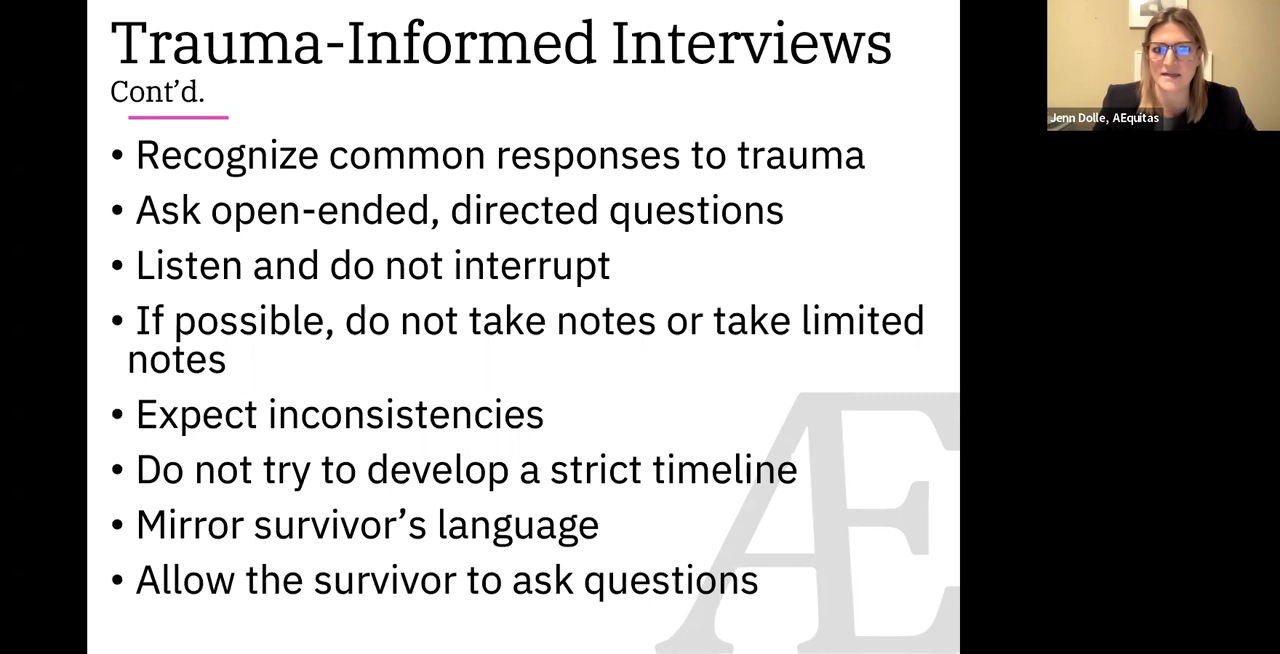 Trauma-Informed Interviews
Cont’d.
• Recognize common responses to trauma
• Ask open-ended, directed questions
• Listen and do not interrupt
• If possible, do not take notes or take limited
notes
• Expect inconsistencies
• Do not try to develop a strict timeline
• Mirror survivor’s language
• Allow the survivor to ask questions
Æ
Jenn Dolle, AEquitas